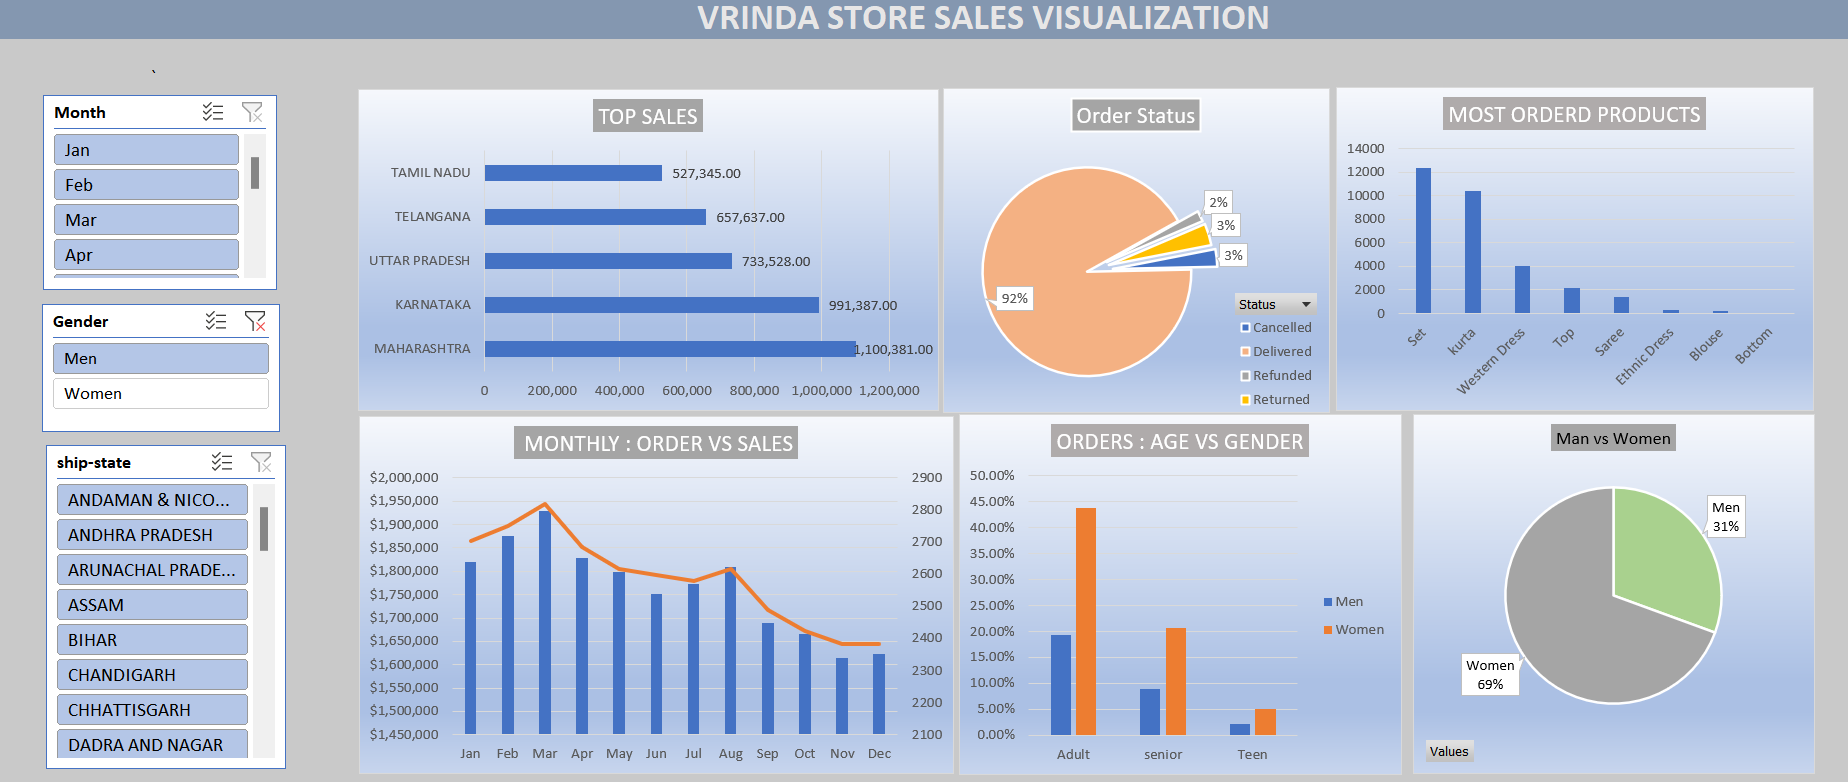 VRINDA STORE SALES VISUALIZATION
`
Month
Jan
Feb
Mar
Apr
Gender
Men
Women
ship-state
ANDAMAN & NICO...
ANDHRA PRADESH
ARUNACHAL PRADE...
ASSAM
BIHAR
CHANDIGARH
CHHATTISGARH
DADRA AND NAGAR
TOP SALES
TAMIL NADU 527,345.00
TELANGANA 657,637.00
UTTAR PRADESH 733,528.00
KARNATAKA 991,387.00
MAHARASHTRA 1,100,381.00
0 200,000 400,000 600,000 800,000 1,000,000 1,200,000
Order Status
2%
3%
3%
92%
Status
Cancelled
Delivered
Refunded
Returned
MOST ORDERD PRODUCTS
14000
12000
10000
8000
6000
4000
2000
0
Set kurta Western Dress Top Saree Ethnic Dress Blouse Bottom
MONTHLY : ORDER VS SALES
$2,000,000 2900
$1,950,000 2800
$1,900,000 2700
$1,850,000 2600
$1,800,000 2500
$1,750,000 2400
$1,700,000 2300
$1,650,000 2200
$1,600,000 2100
$1,550,000
$1,500,000
$1,450,000
Jan Feb Mar Apr May Jun Jul Aug Sep Oct Nov Dec
ORDERS : AGE VS GENDER
50.00%
45.00%
40.00%
35.00%
30.00%
25.00%
20.00%
15.00%
10.00%
5.00%
0.00%
Adult senior Teen
Men
Women
Man vs Women
Men
31%
Women
69%
Values